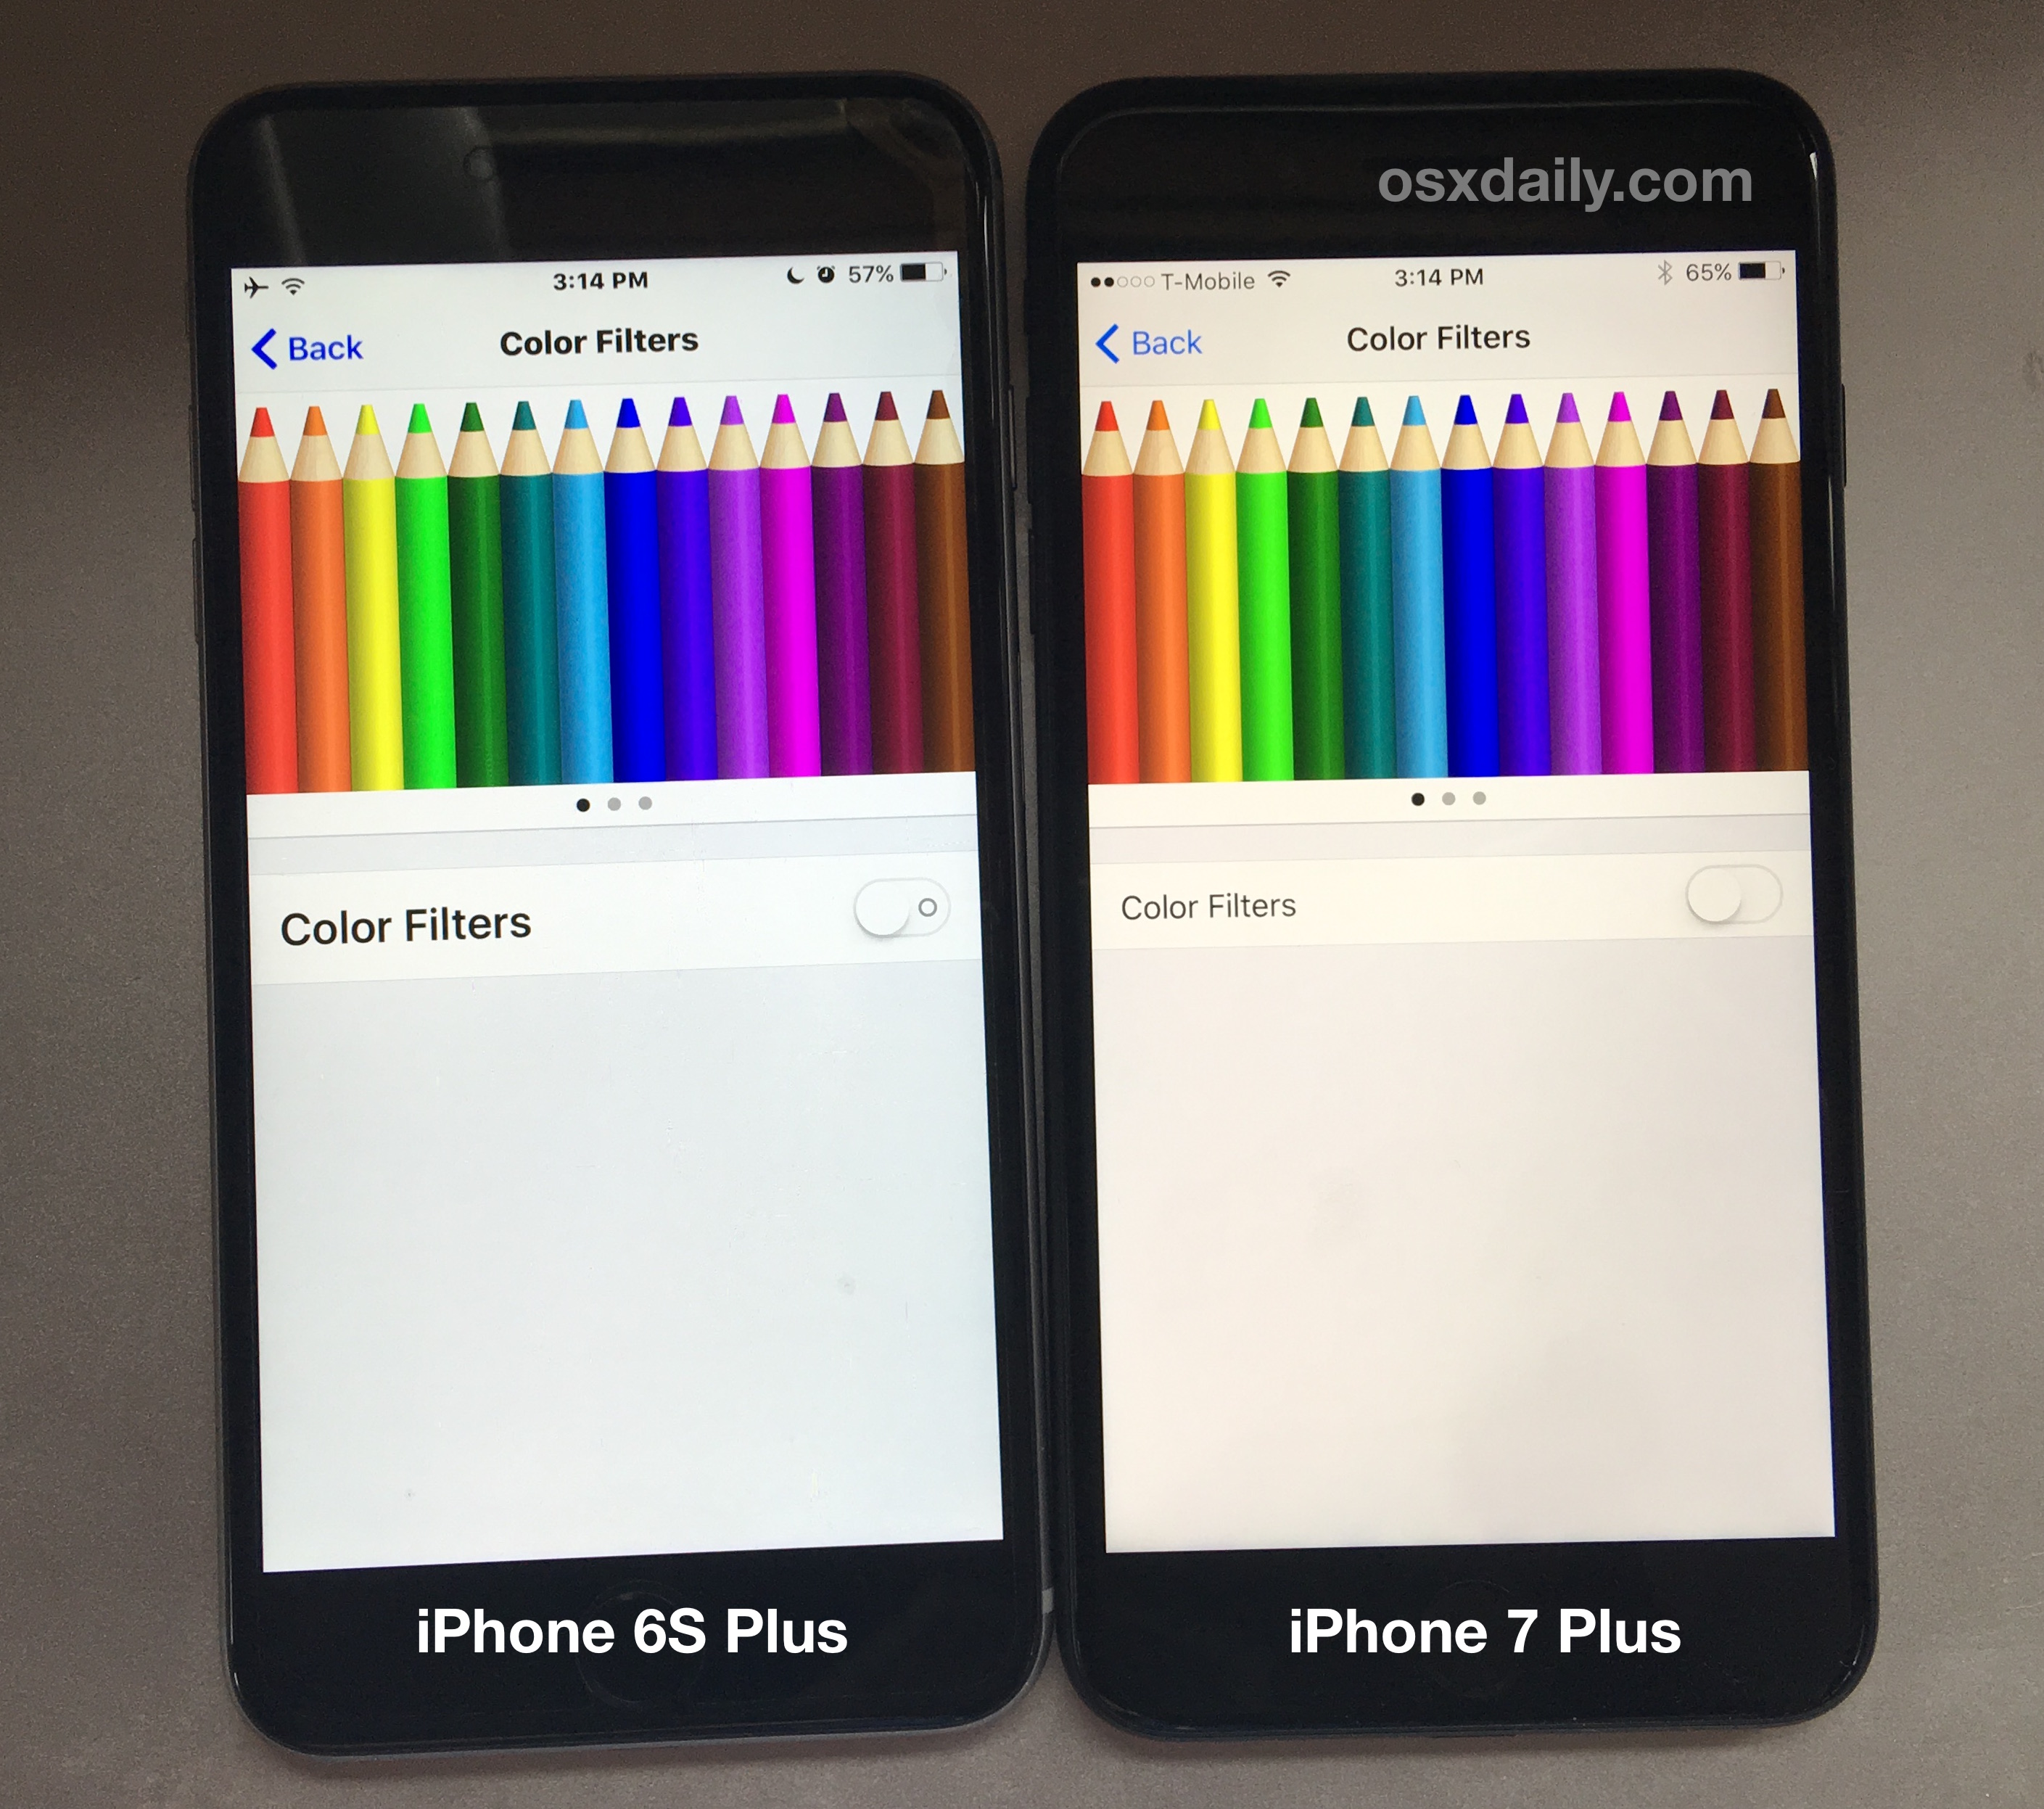 osxdaily.com
3:14 PM
57%
Back
Color Filters
Color Filters
iPhone 6S Plus
T-Mobile
3:14 PM
65%
Back
Color Filters
Color Filters
iPhone 7 Plus